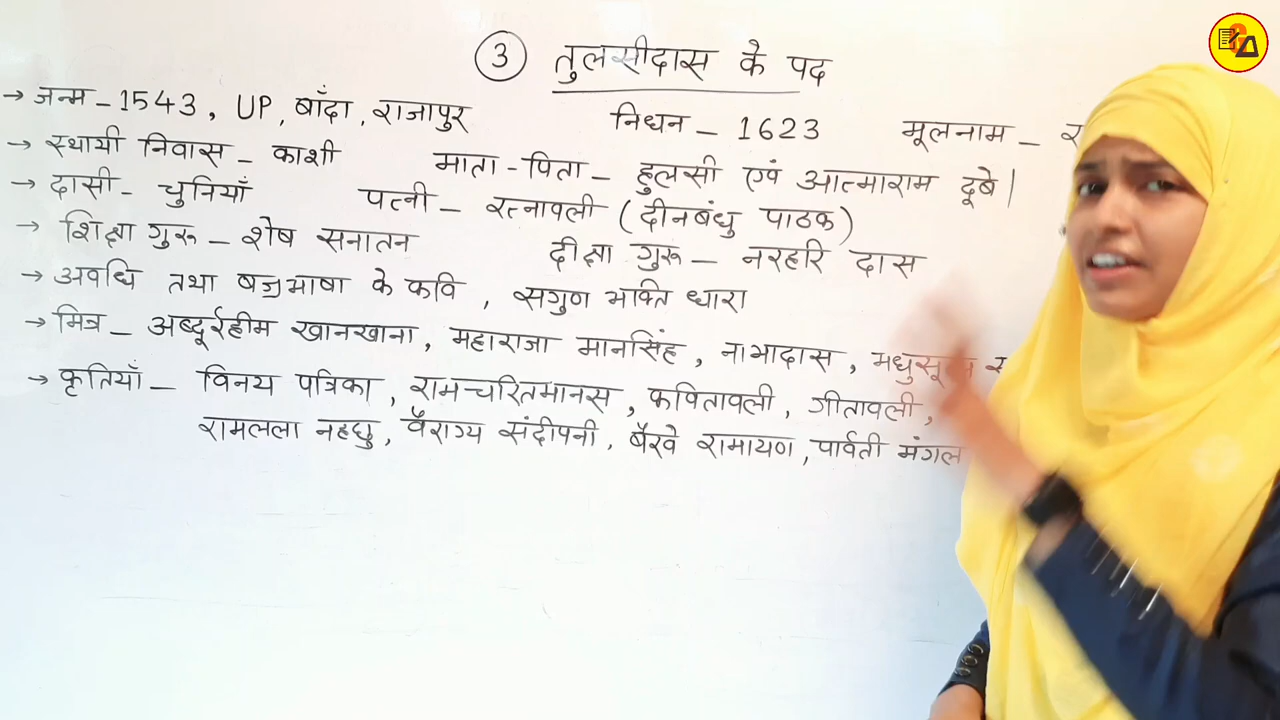 ③ तुलसीदास के पद
→ जन्म - 1543, UP, बाँदा, राजापुर निधन - 1623 मूलनाम -
→ स्थायी निवास - काशी माता-पिता - हुलसी एवं आत्माराम दूबे|
→ दासी - चुनियाँ पत्नी - रत्नावली (दीनबंधु पाठक)
→ शिक्षा गुरू - शेष सनातन दीक्षा गुरू - नरहरि दास
→ अवधि तथा ब्रजभाषा के कवि, सगुण भक्ति धारा
→ मित्र - अब्दूर्रहीम खानखाना, महाराजा मानसिंह, नाभादास,
→ कृतियाँ - विनय पत्रिका, रामचरितमानस, कवितावली, गीतावली,
रामलला नहछु, वैराग्य संदीपनी, बैरवे रामायण, पार्वती मंगल